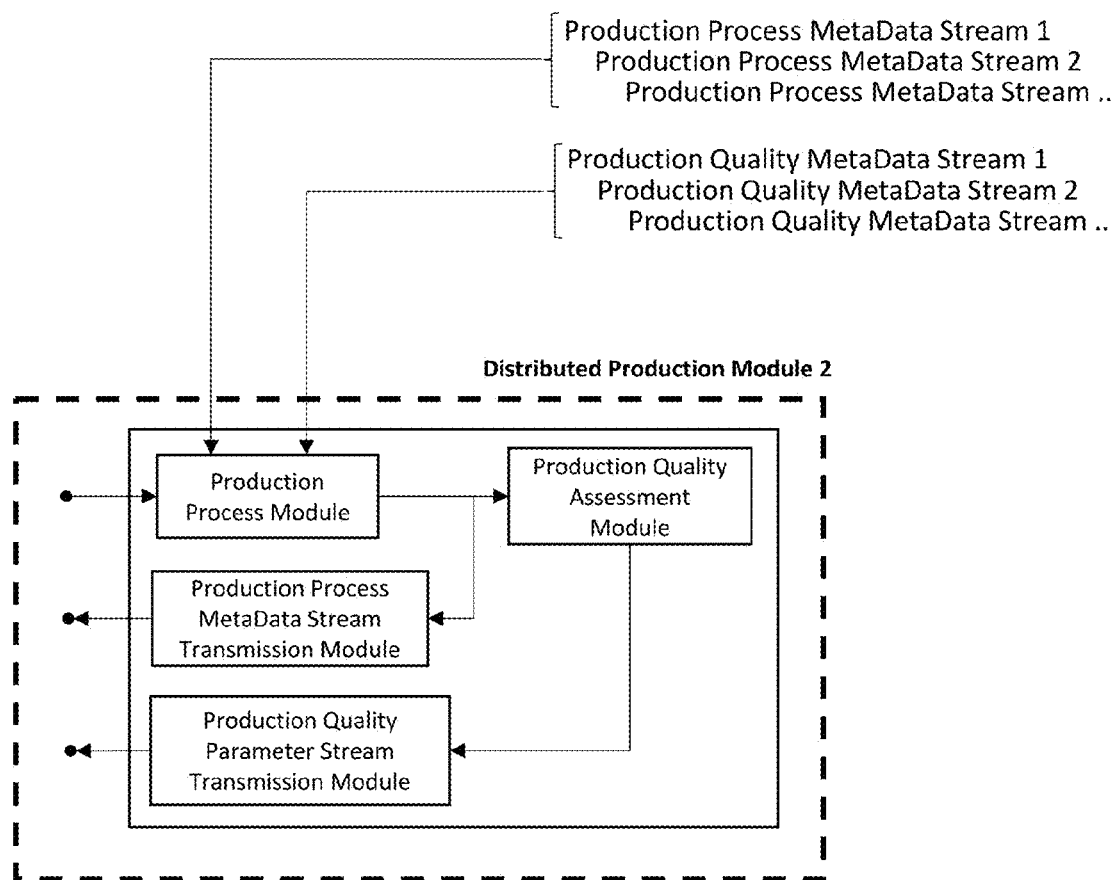 Production Process MetaData Stream 1
Production Process MetaData Stream 2
Production Process MetaData Stream ..
Production Quality MetaData Stream 1
Production Quality MetaData Stream 2
Production Quality MetaData Stream ..
Distributed Production Module 2
Production
Process Module
Production Quality
Assessment
Module
Production Process
MetaData Stream
Transmission Module
Production Quality
Parameter Stream
Transmission Module